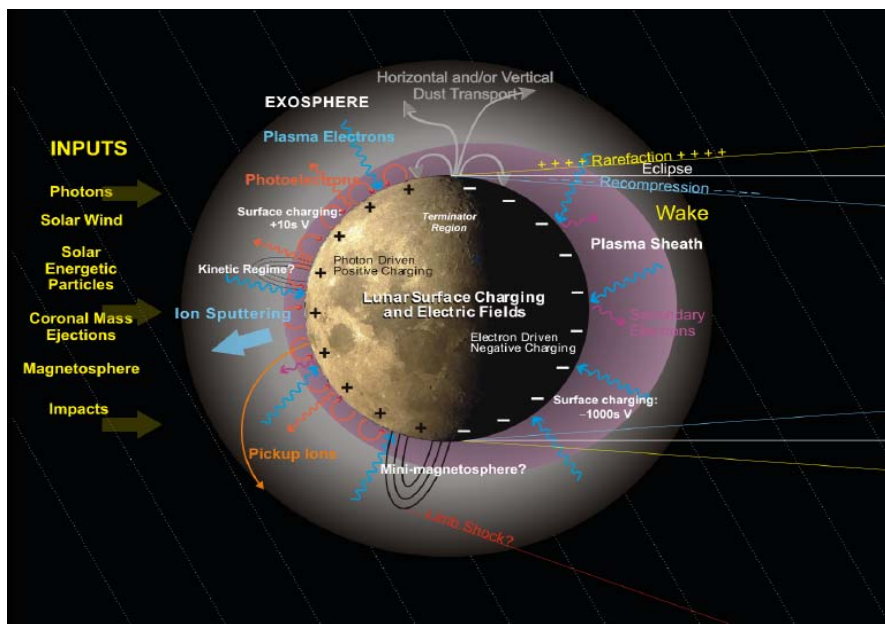 Horizontal and/or Vertical
Dust Transport
EXOSPHERE
Plasma Electrons
INPUTS
Photons
Solar Wind
Solar
Energetic
Particles
Coronal Mass
Ejections
Magnetosphere
Impacts
Photoelectrons
Surface charging:
+10s V
Kinetic Regime?
Ion Sputtering
Pickup Ions
Photon Driven
Positive Charging
Terminator
Region
Lunar Surface Charging
and Electric Fields
Electron Driven
Negative Charging
+ + + + Rarefaction + + + +
Eclipse
Recompression
Wake
Plasma Sheath
Secondary
Electrons
Surface charging:
–1000s V
Mini-magnetosphere?
Limb Shock?